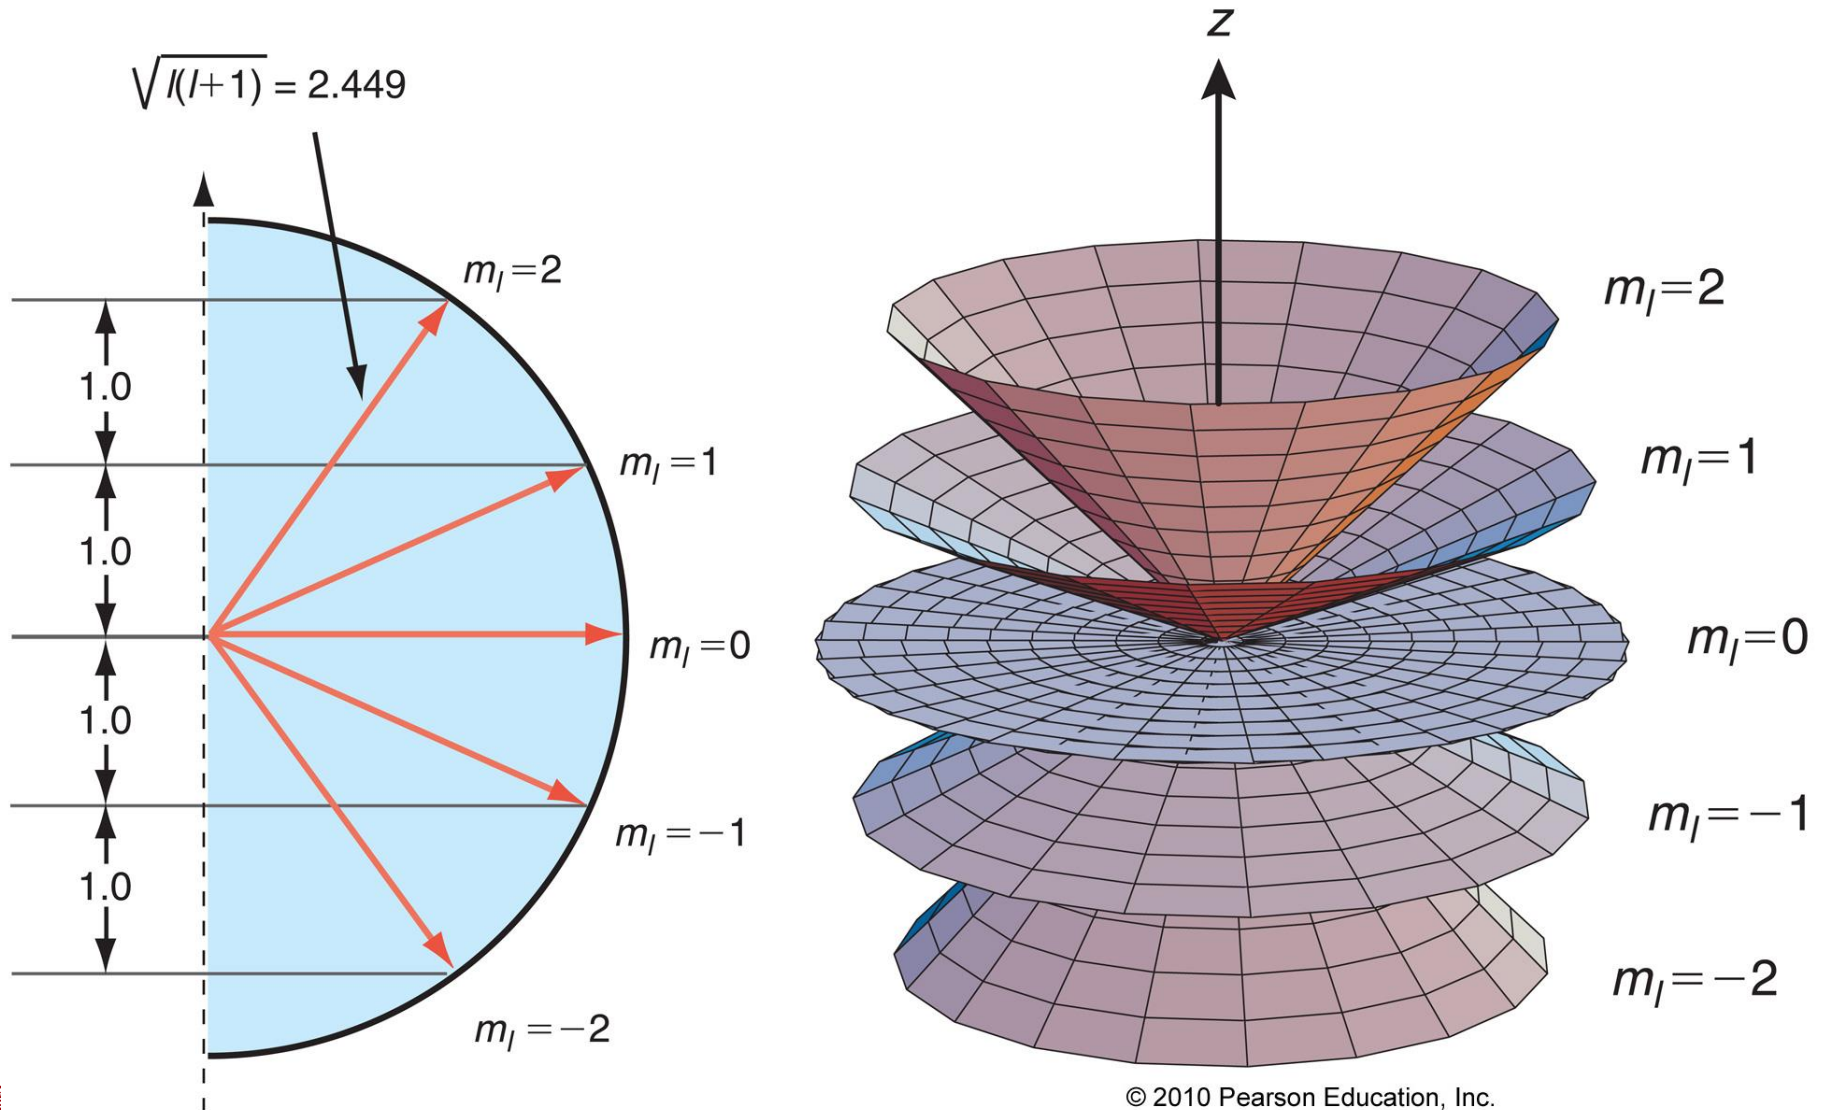 √l(l+1) = 2.449
m_l=2
1.0
m_l=1
1.0
m_l=0
1.0
m_l=−1
1.0
m_l=−2
z
m_l=2
m_l=1
m_l=0
m_l=−1
m_l=−2
© 2010 Pearson Education, Inc.